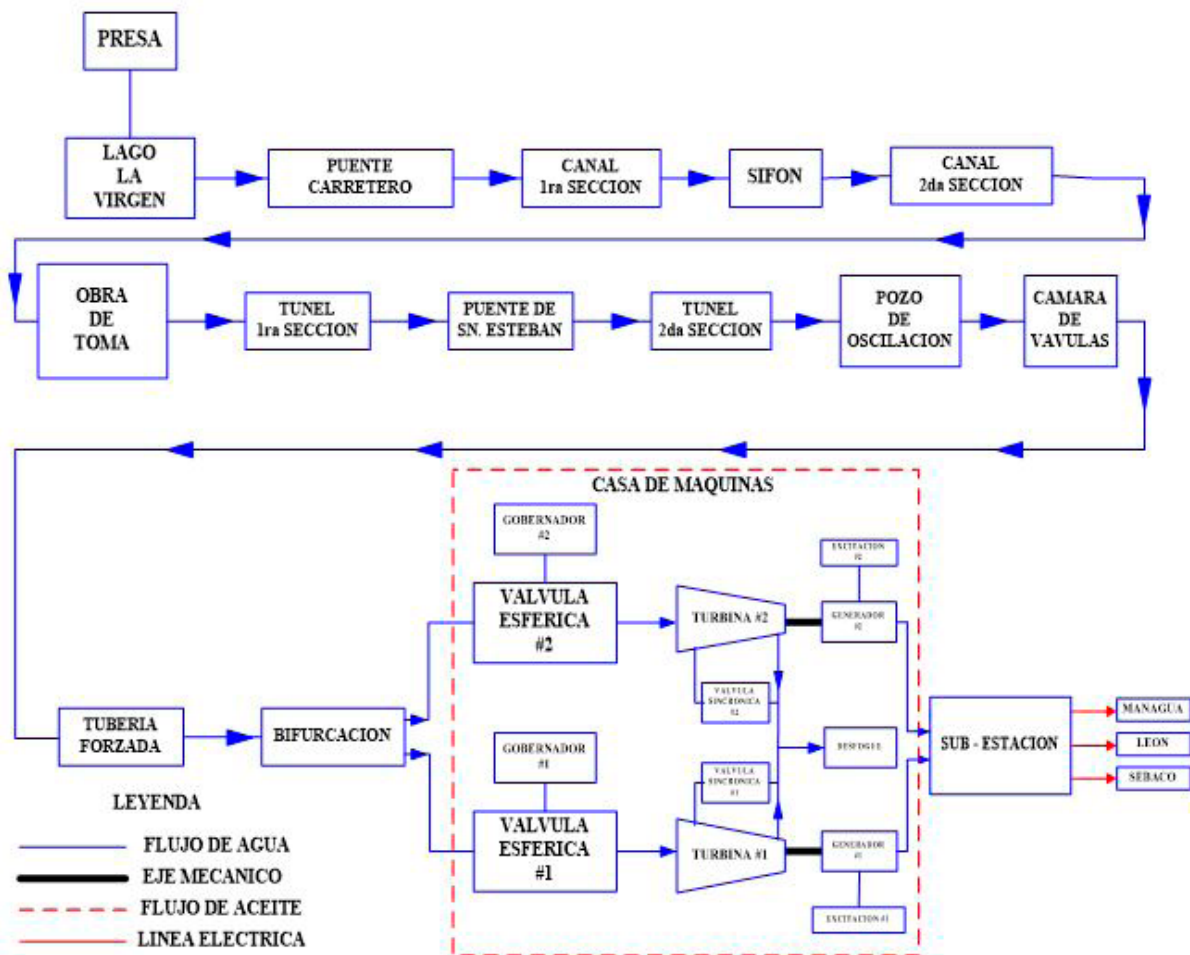 PRESA
LAGO
LA
VIRGEN
PUENTE
CARRETERO
CANAL
1ra SECCION
SIFON
CANAL
2da SECCION
OBRA
DE
TOMA
TUNEL
1ra SECCION
PUENTE DE
SN. ESTEBAN
TUNEL
2da SECCION
POZO
DE
OSCILACION
CAMARA
DE
VAVULAS
CASA DE MAQUINAS
GOBERNADOR
#2
VALVULA
ESFERICA
#2
TURBINA #2
EXCITACION
#2
GENERADOR
#2
VALVULA
SINCRONICA
#2
TUBERIA
FORZADA
BIFURCACION
GOBERNADOR
#1
VALVULA
ESFERICA
#1
VALVULA
SINCRONICA
#1
TURBINA #1
DESFOGUE
GENERADOR
#1
EXCITACION #1
SUB - ESTACION
MANAGUA
LEON
SEBACO
LEYENDA
FLUJO DE AGUA
EJE MECANICO
FLUJO DE ACEITE
LINEA ELECTRICA